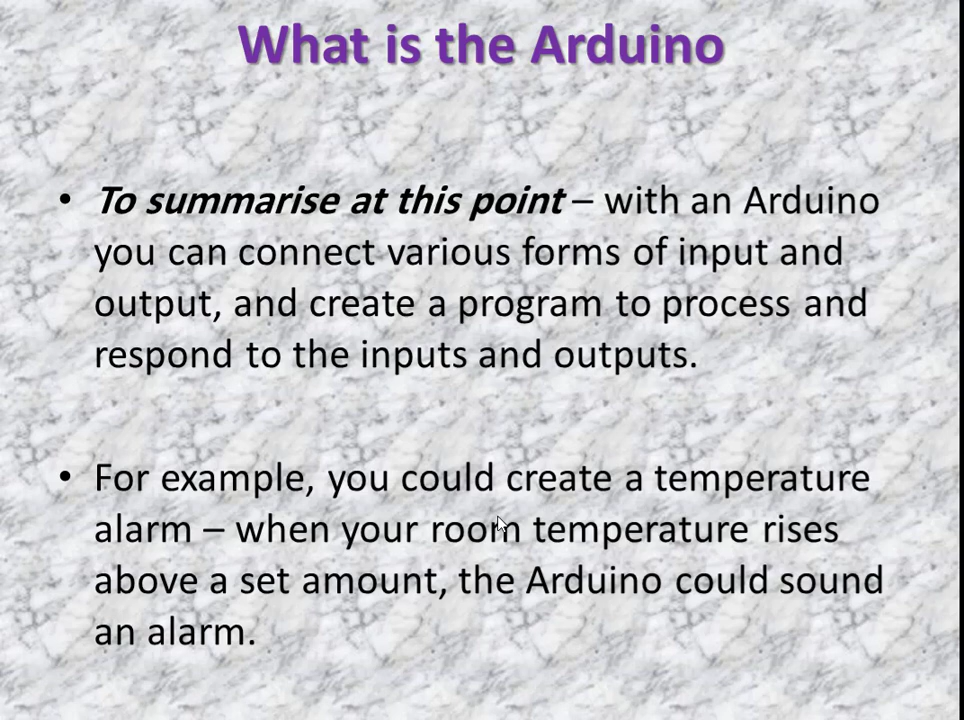 What is the Arduino
• To summarise at this point – with an Arduino
you can connect various forms of input and
output, and create a program to process and
respond to the inputs and outputs.
• For example, you could create a temperature
alarm – when your room temperature rises
above a set amount, the Arduino could sound
an alarm.